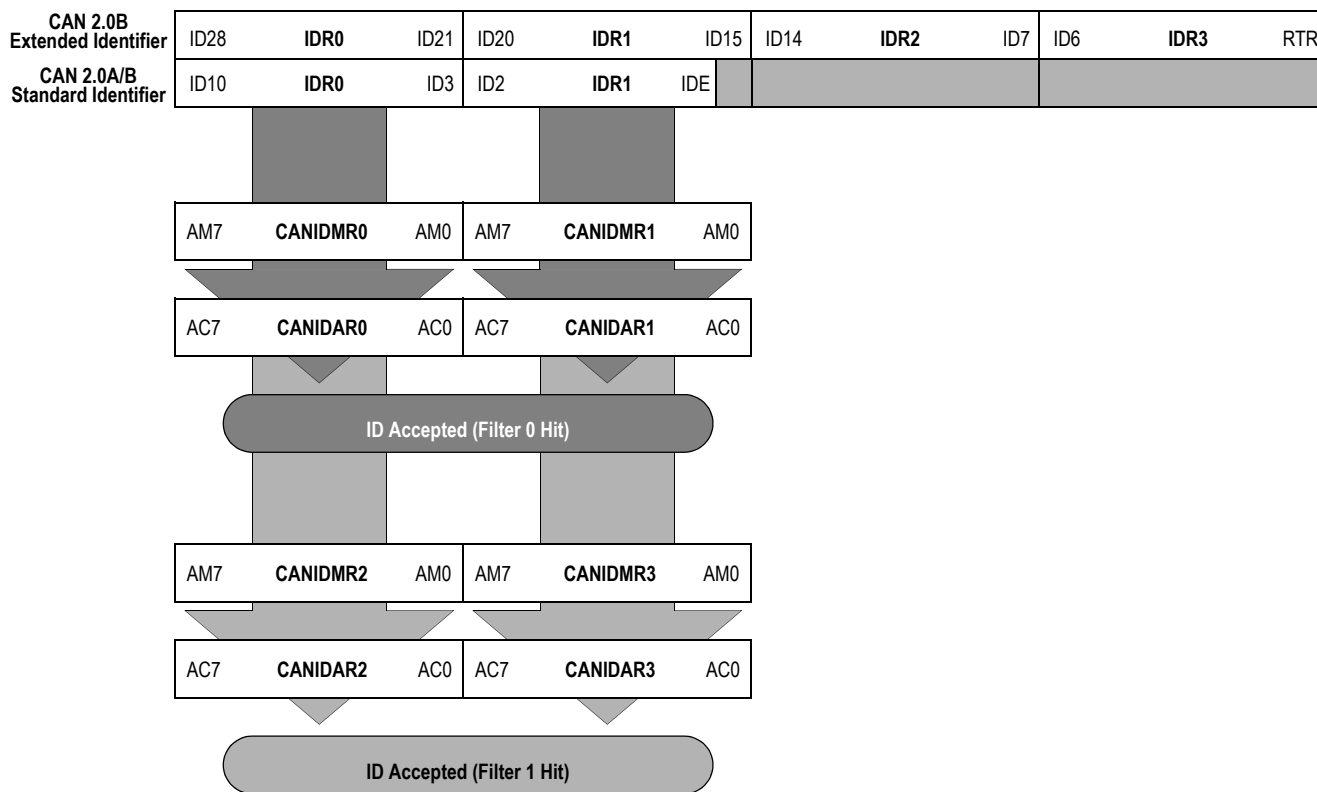 CAN 2.0B
Extended Identifier
ID28 IDR0 ID21 ID20 IDR1 ID15 ID14 IDR2 ID7 ID6 IDR3 RTR
CAN 2.0A/B
Standard Identifier
ID10 IDR0 ID3 ID2 IDR1 IDE
AM7 CANIDMR0 AM0 AM7 CANIDMR1 AM0
AC7 CANIDAR0 AC0 AC7 CANIDAR1 AC0
ID Accepted (Filter 0 Hit)
AM7 CANIDMR2 AM0 AM7 CANIDMR3 AM0
AC7 CANIDAR2 AC0 AC7 CANIDAR3 AC0
ID Accepted (Filter 1 Hit)